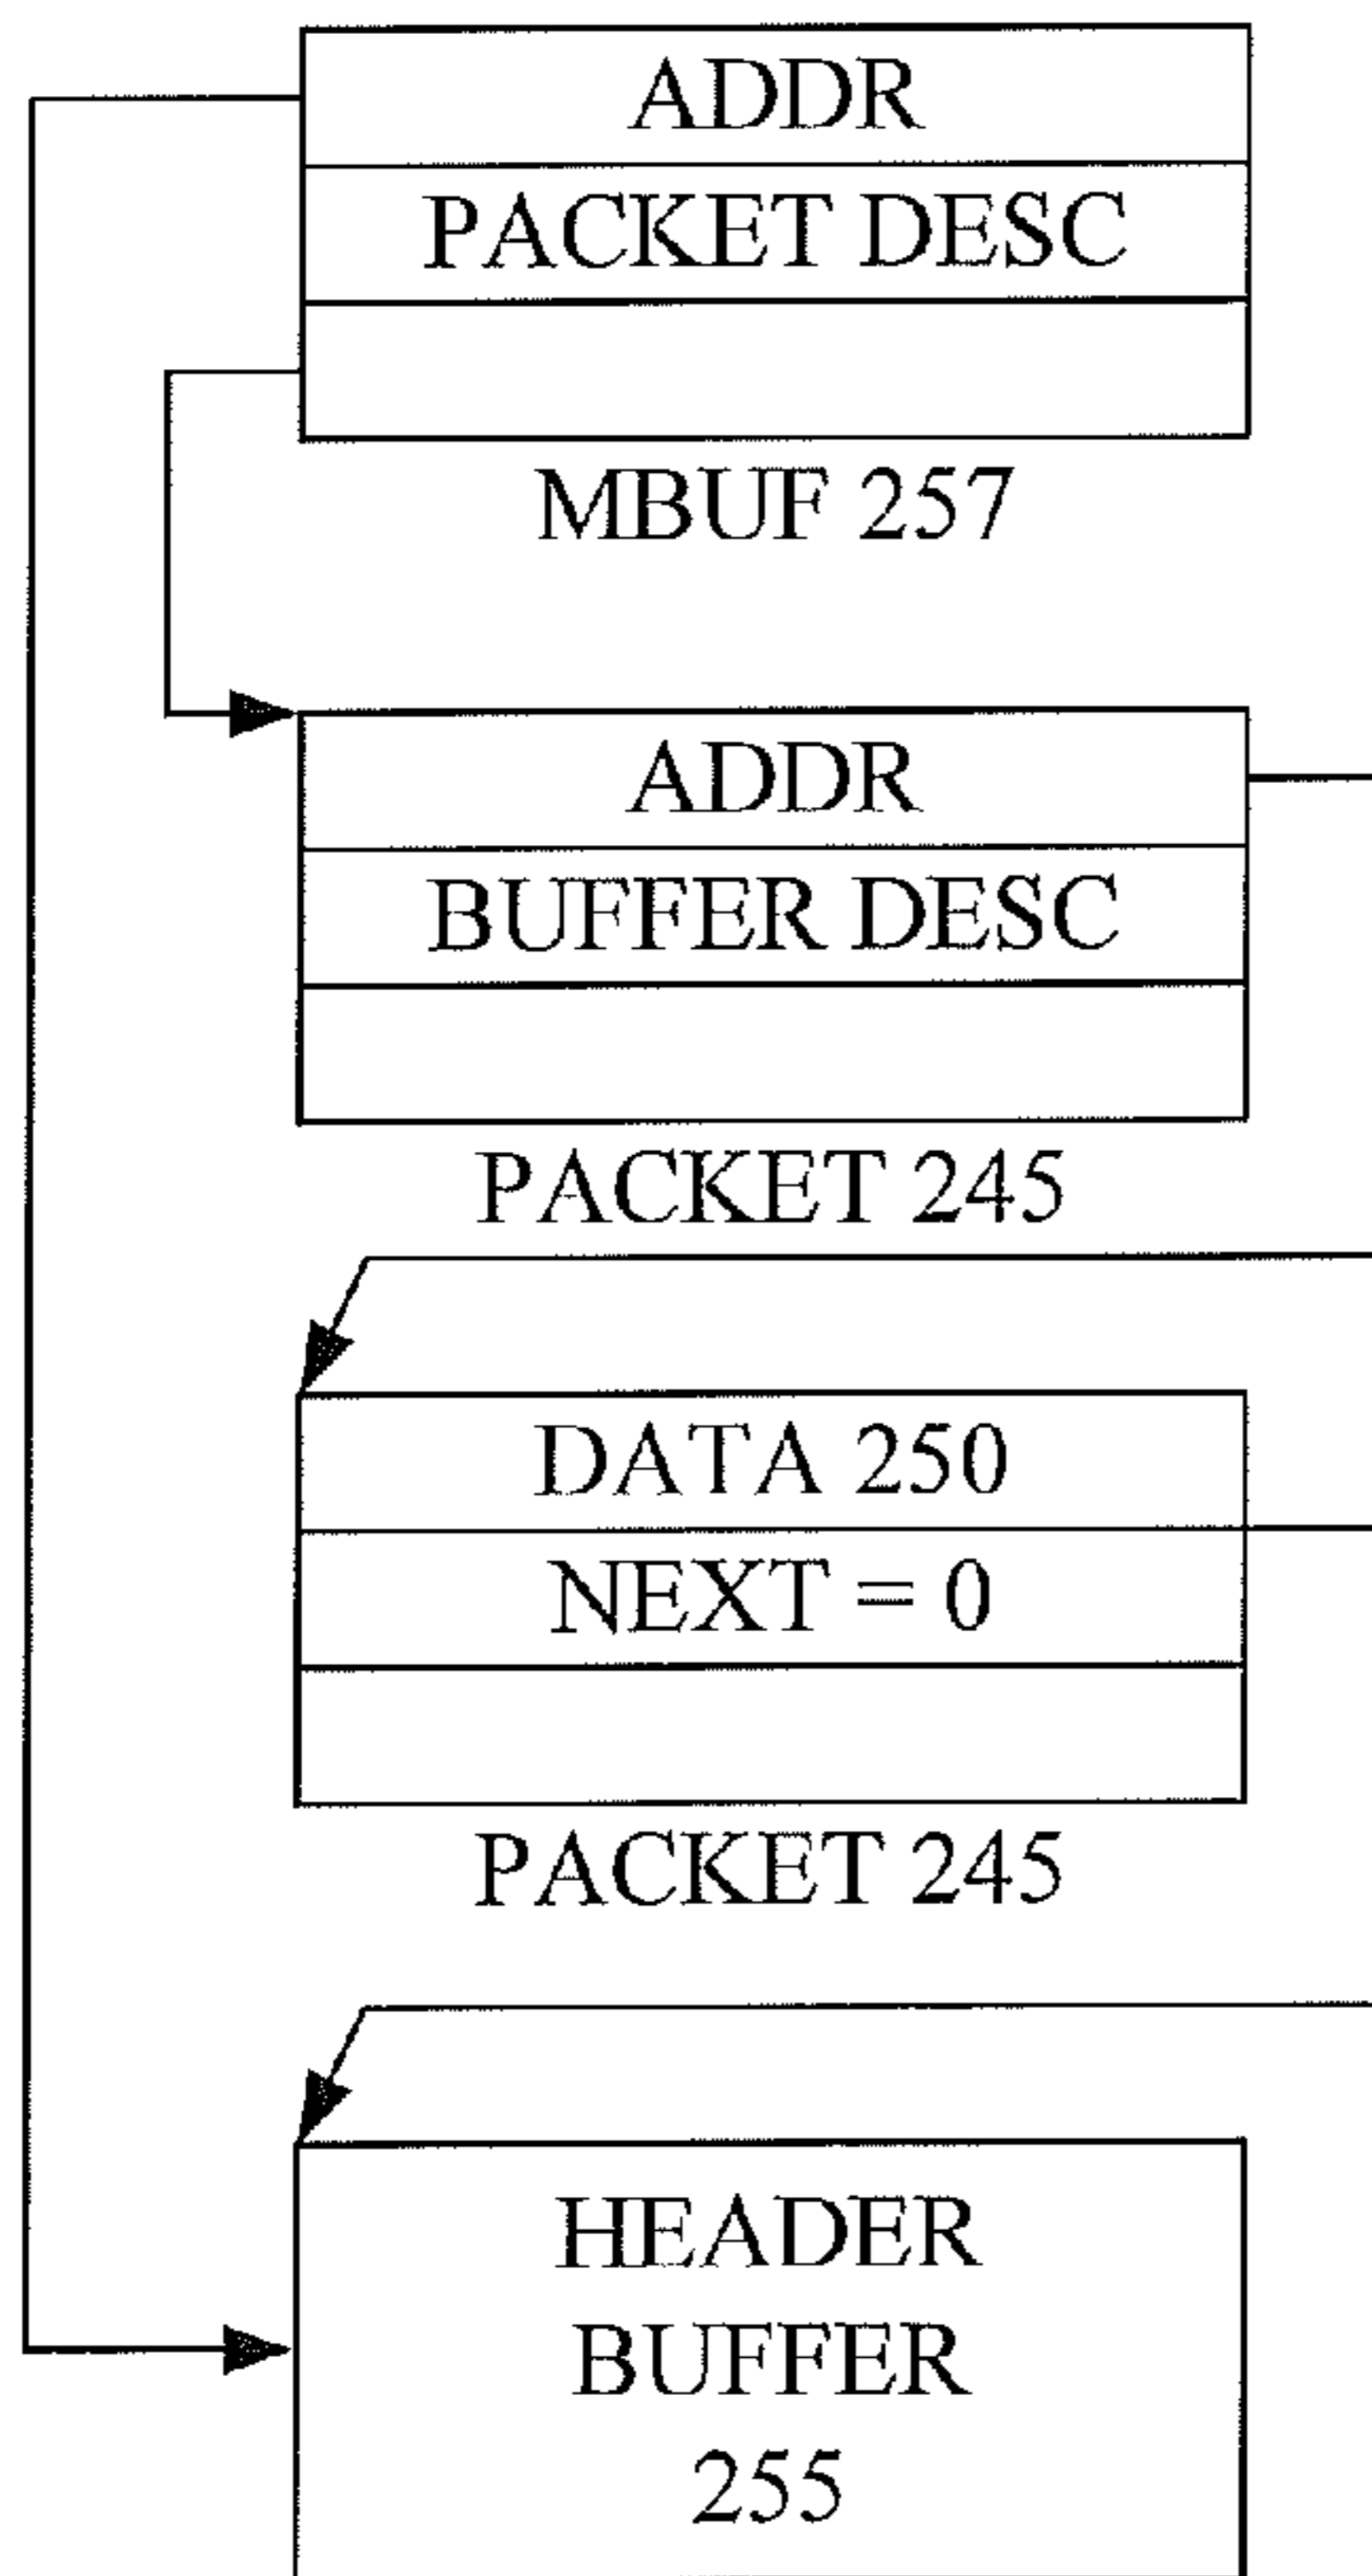 ADDR
PACKET DESC
MBUF 257
ADDR
BUFFER DESC
PACKET 245
DATA 250
NEXT = 0
PACKET 245
HEADER
BUFFER
255